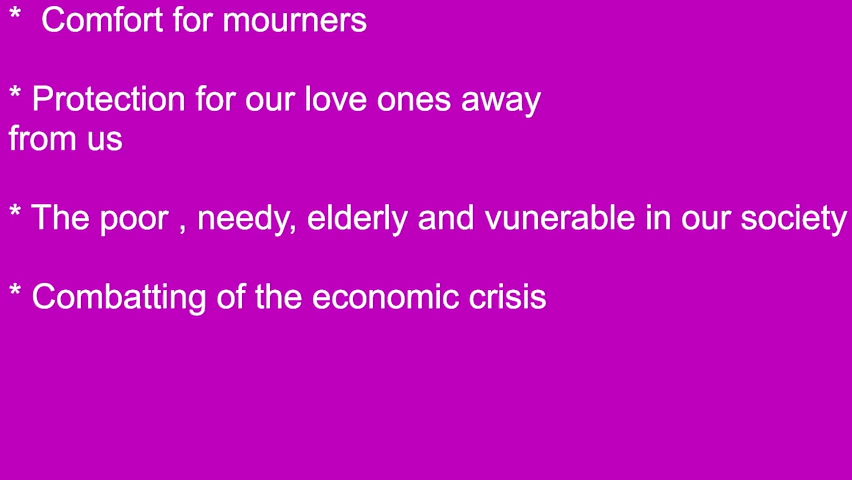 * Comfort for mourners
* Protection for our love ones away
from us
* The poor , needy, elderly and vunerable in our society
* Combatting of the economic crisis